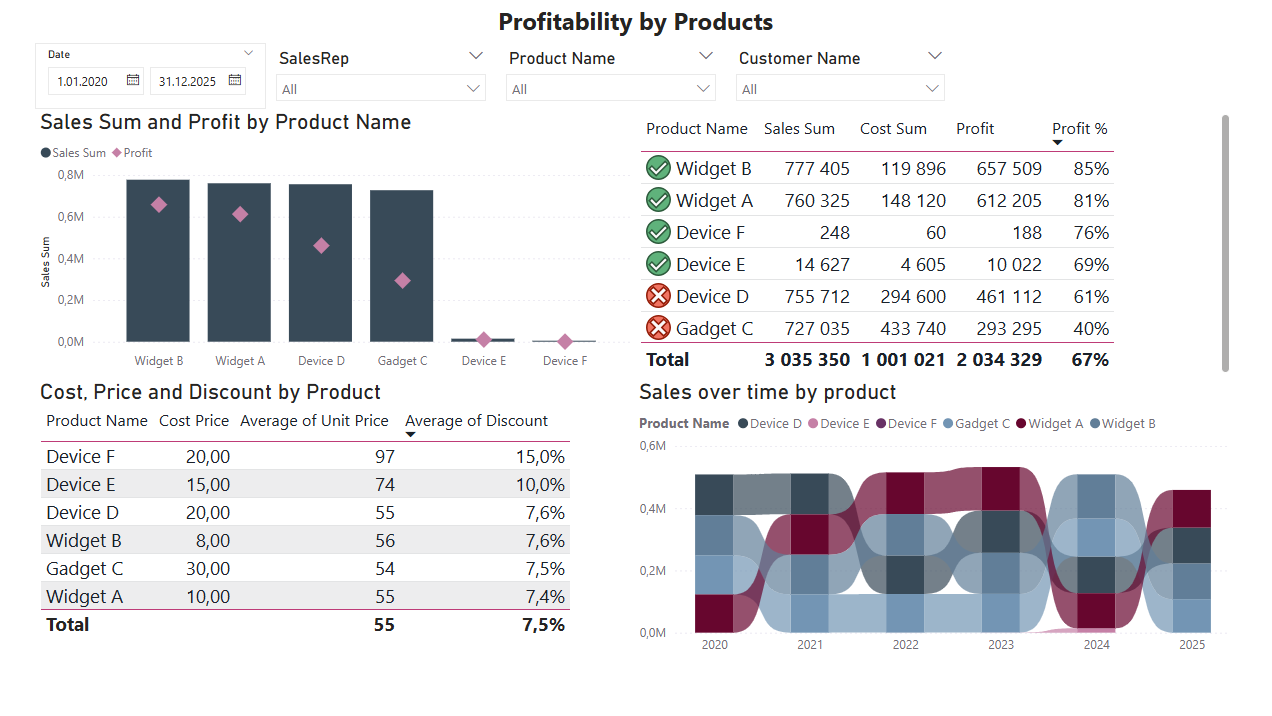 Profitability by Products
Date
1.01.2020
31.12.2025
SalesRep
All
Product Name
All
Customer Name
All
Sales Sum and Profit by Product Name
Sales Sum Profit
Sales Sum
0,8M
0,6M
0,4M
0,2M
0,0M
Widget B Widget A Device D Gadget C Device E Device F
Product Name Sales Sum Cost Sum Profit Profit %
Widget B 777 405 119 896 657 509 85%
Widget A 760 325 148 120 612 205 81%
Device F 248 60 188 76%
Device E 14 627 4 605 10 022 69%
Device D 755 712 294 600 461 112 61%
Gadget C 727 035 433 740 293 295 40%
Total 3 035 350 1 001 021 2 034 329 67%
Cost, Price and Discount by Product
Product Name Cost Price Average of Unit Price Average of Discount
Device F 20,00 97 15,0%
Device E 15,00 74 10,0%
Device D 20,00 55 7,6%
Widget B 8,00 56 7,6%
Gadget C 30,00 54 7,5%
Widget A 10,00 55 7,4%
Total 55 7,5%
Sales over time by product
Product Name Device D Device E Device F Gadget C Widget A Widget B
0,6M
0,4M
0,2M
0,0M
2020 2021 2022 2023 2024 2025